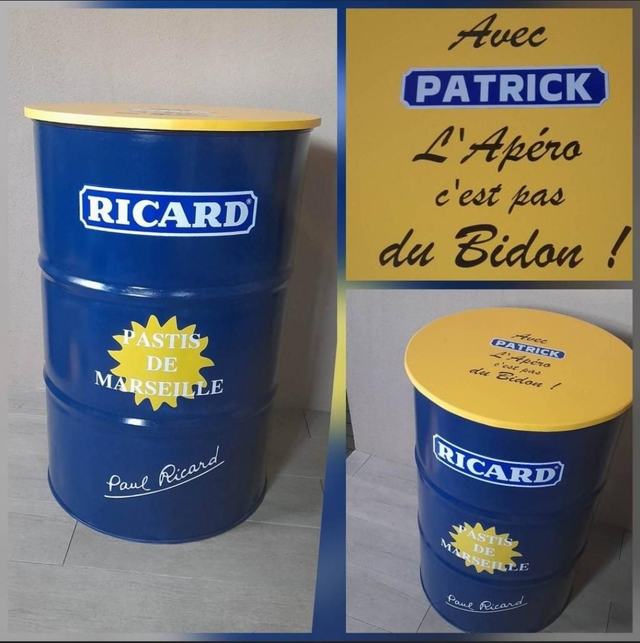 RICARD®
PASTIS
DE
MARSEILLE
Paul Ricard
Avec
PATRICK
L'Apéro
c'est pas
du Bidon !
Avec
PATRICK
L'Apéro
c'est pas
du Bidon !
RICARD®
PASTIS
DE
MARSEILLE
Paul Ricard